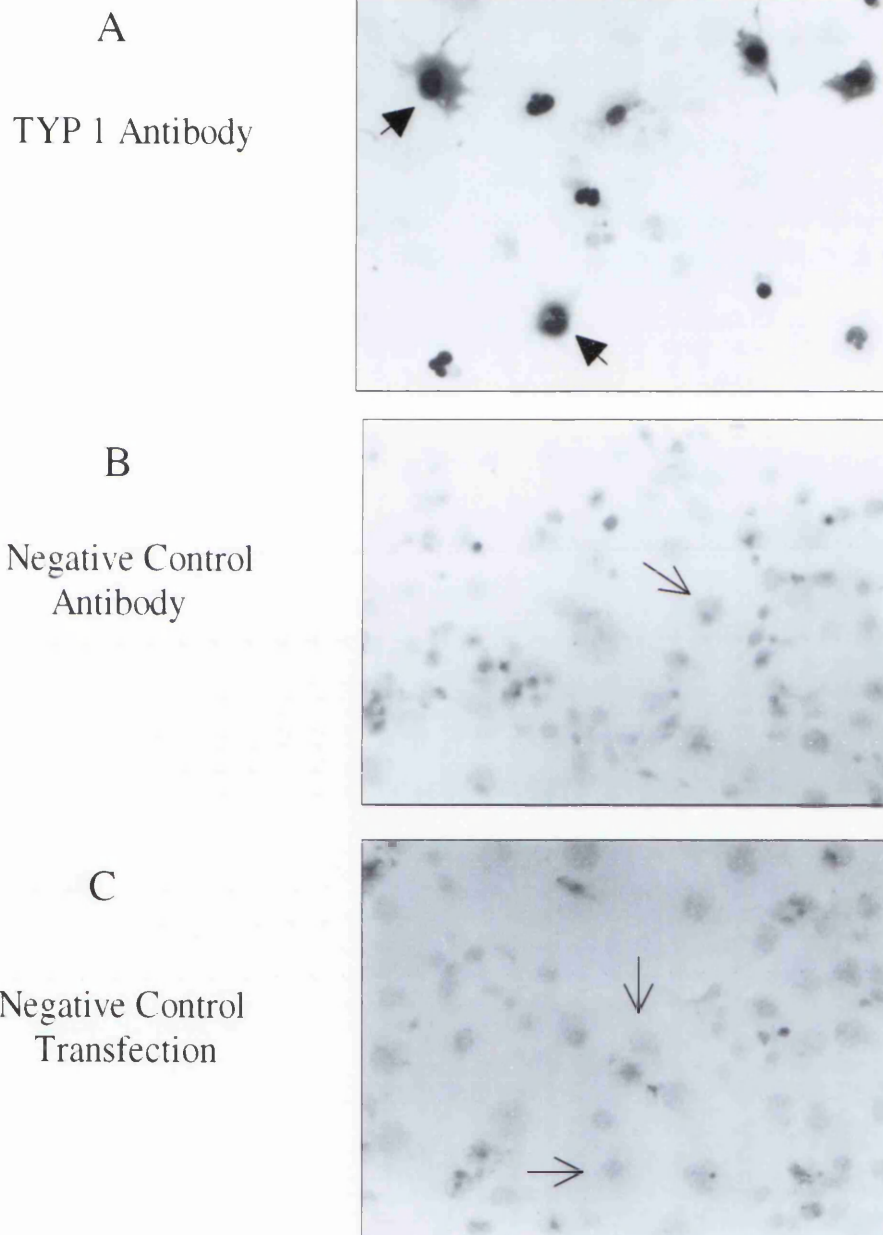 A
TYP 1 Antibody
B
Negative Control
Antibody
C
Negative Control
Transfection